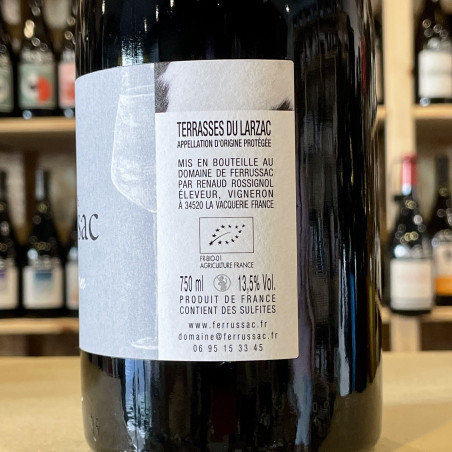 TERRASSES DU LARZAC
APPELLATION D'ORIGINE PROTÉGÉE
MIS EN BOUTEILLE AU
DOMAINE DE FERRUSSAC
PAR RENAUD ROSSIGNOL
ÉLEVEUR, VIGNERON
À 34520 LA VACQUERIE FRANCE
FR-BIO-01
AGRICULTURE FRANCE
750 ml 13,5% Vol.
PRODUIT DE FRANCE
CONTIENT DES SULFITES
www.ferrussac.fr
domaine@ferrussac.fr
06 95 15 33 45